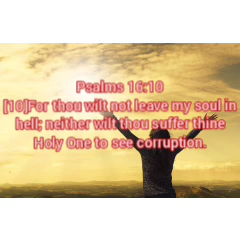 Psalms 16:10
[10]For thou wilt not leave my soul in
hell; neither wilt thou suffer thine
Holy One to see corruption.